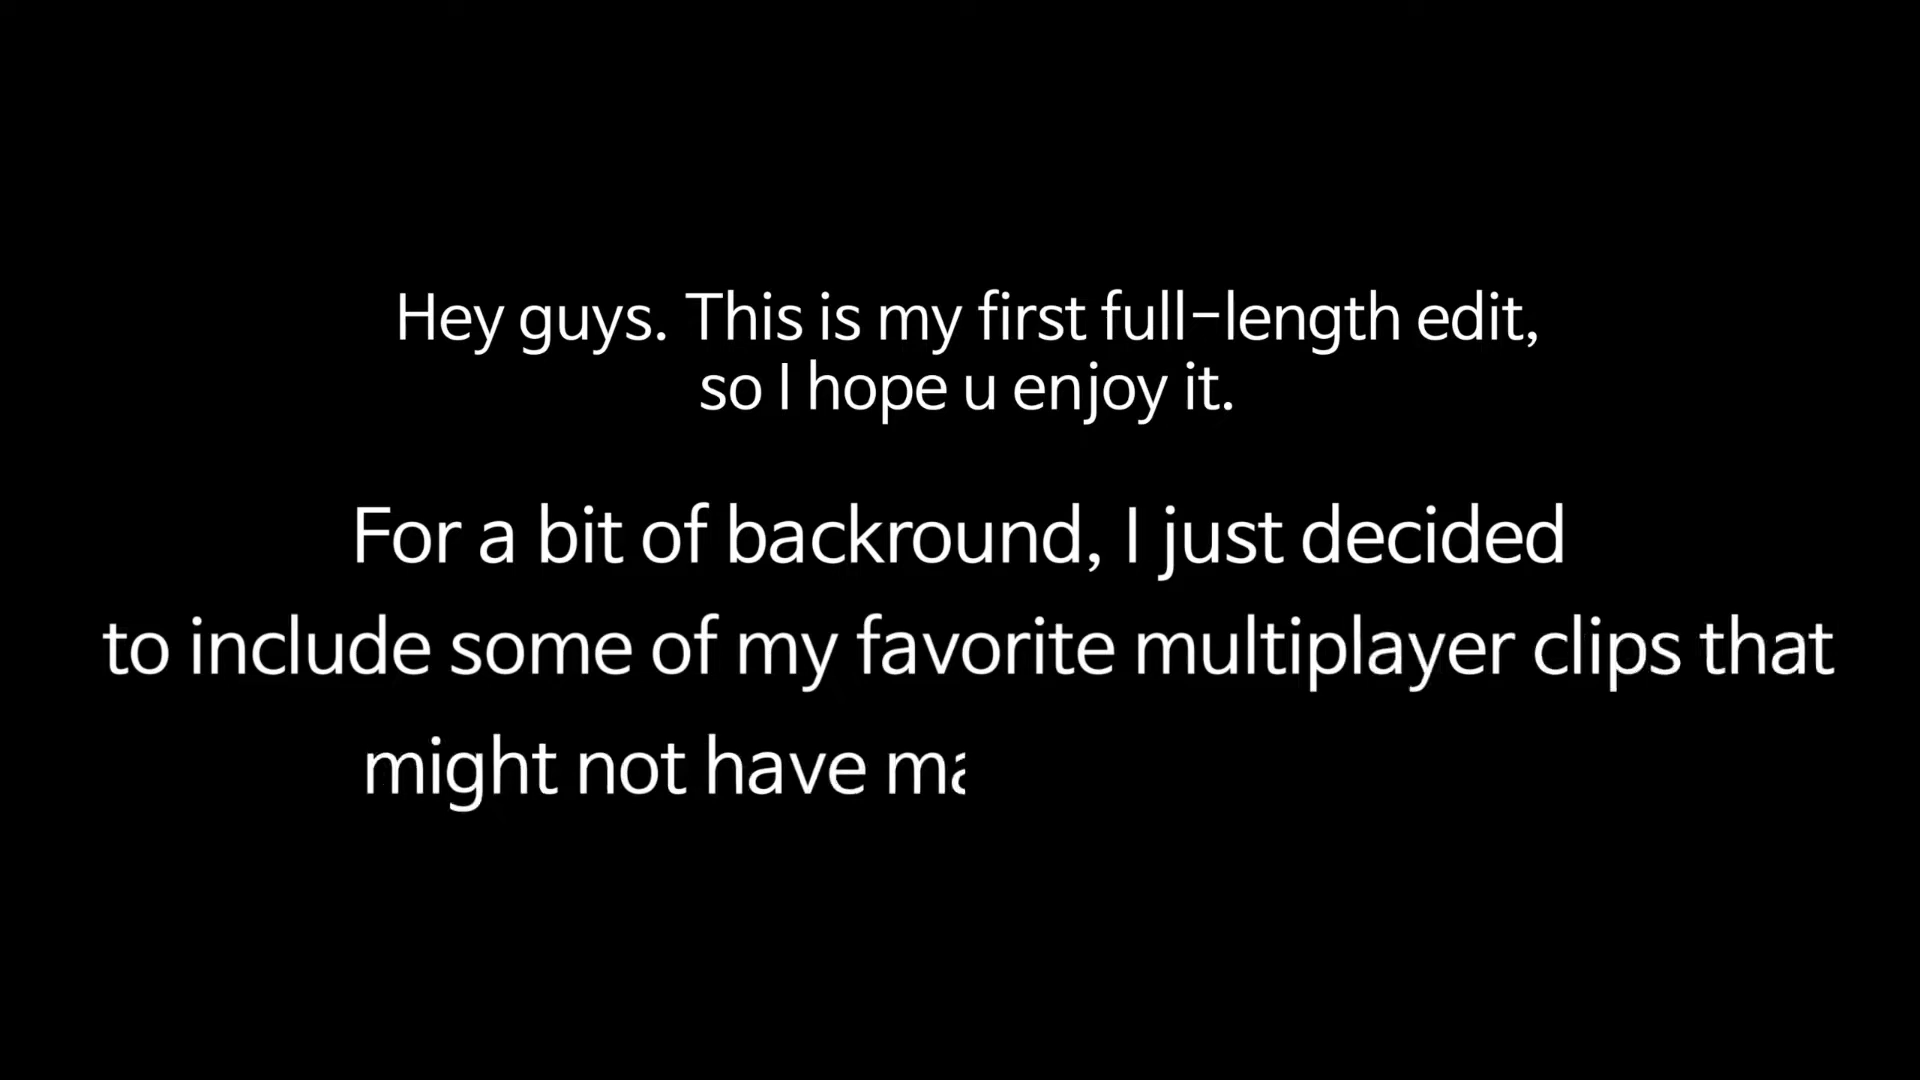 Hey guys. This is my first full-length edit,
so I hope u enjoy it.
For a bit of backround, I just decided
to include some of my favorite multiplayer clips that
might not have